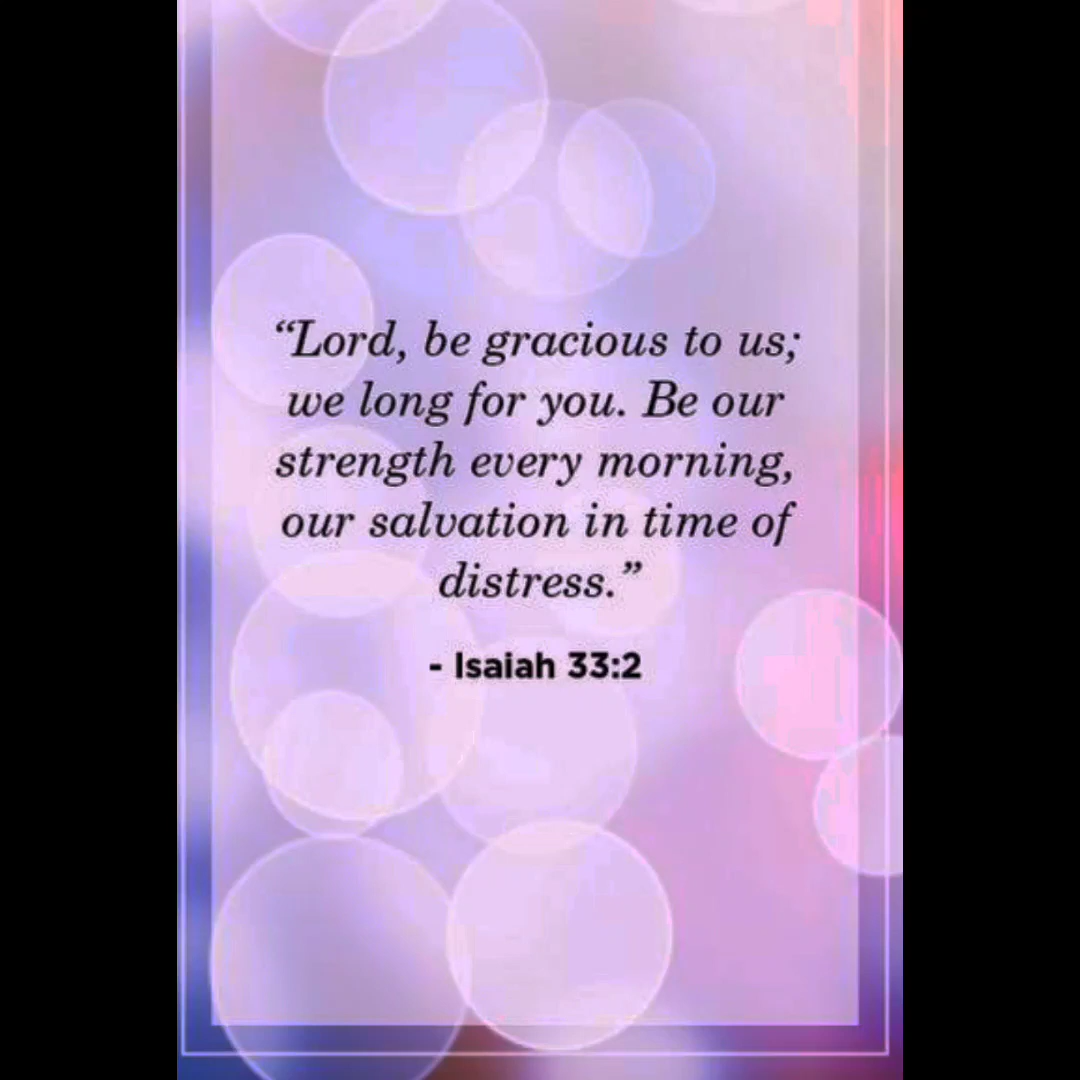 “Lord, be gracious to us;
we long for you. Be our
strength every morning,
our salvation in time of
distress.”
- Isaiah 33:2